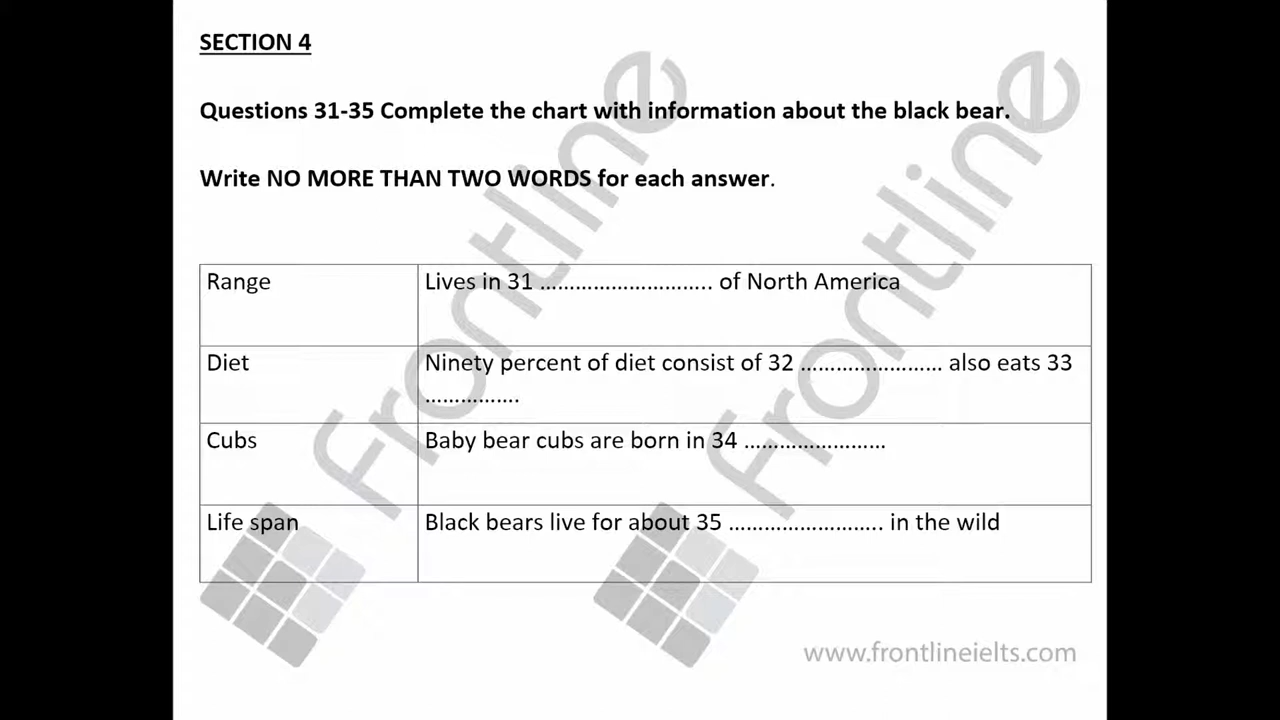 SECTION 4
Questions 31-35 Complete the chart with information about the black bear.
Write NO MORE THAN TWO WORDS for each answer.
Range Lives in 31 ……………………….. of North America
Diet Ninety percent of diet consist of 32 …………………… also eats 33
…………….
Cubs Baby bear cubs are born in 34 ……………………
Life span Black bears live for about 35 …………………….. in the wild
Frontline Frontline
www.frontlineielts.com